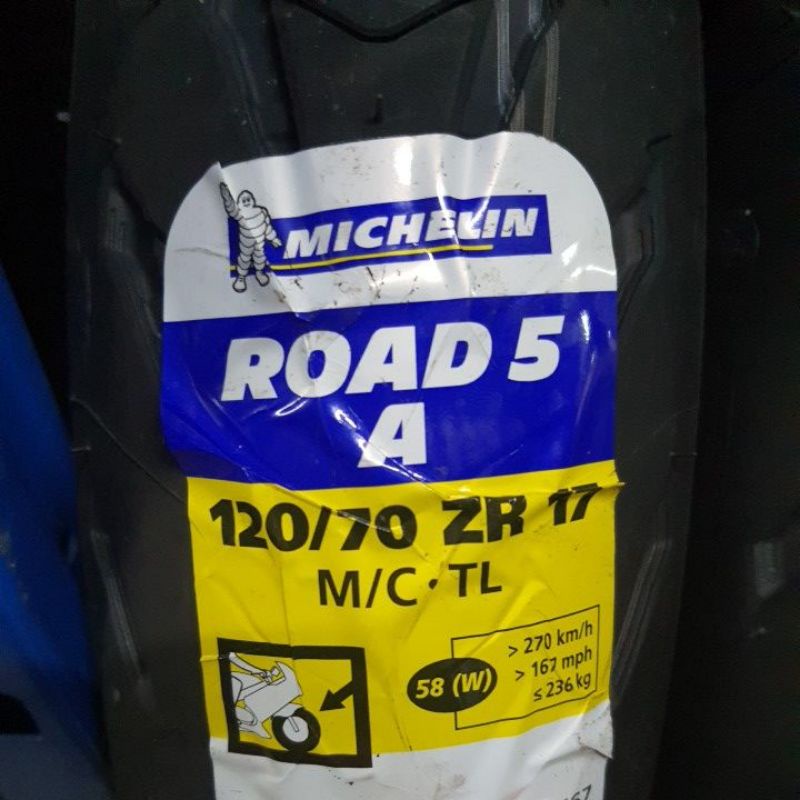 MICHELIN
ROAD 5
A
120/70 ZR 17
M/C · TL
58 (W)
> 270 km/h
> 167 mph
≤ 236 kg